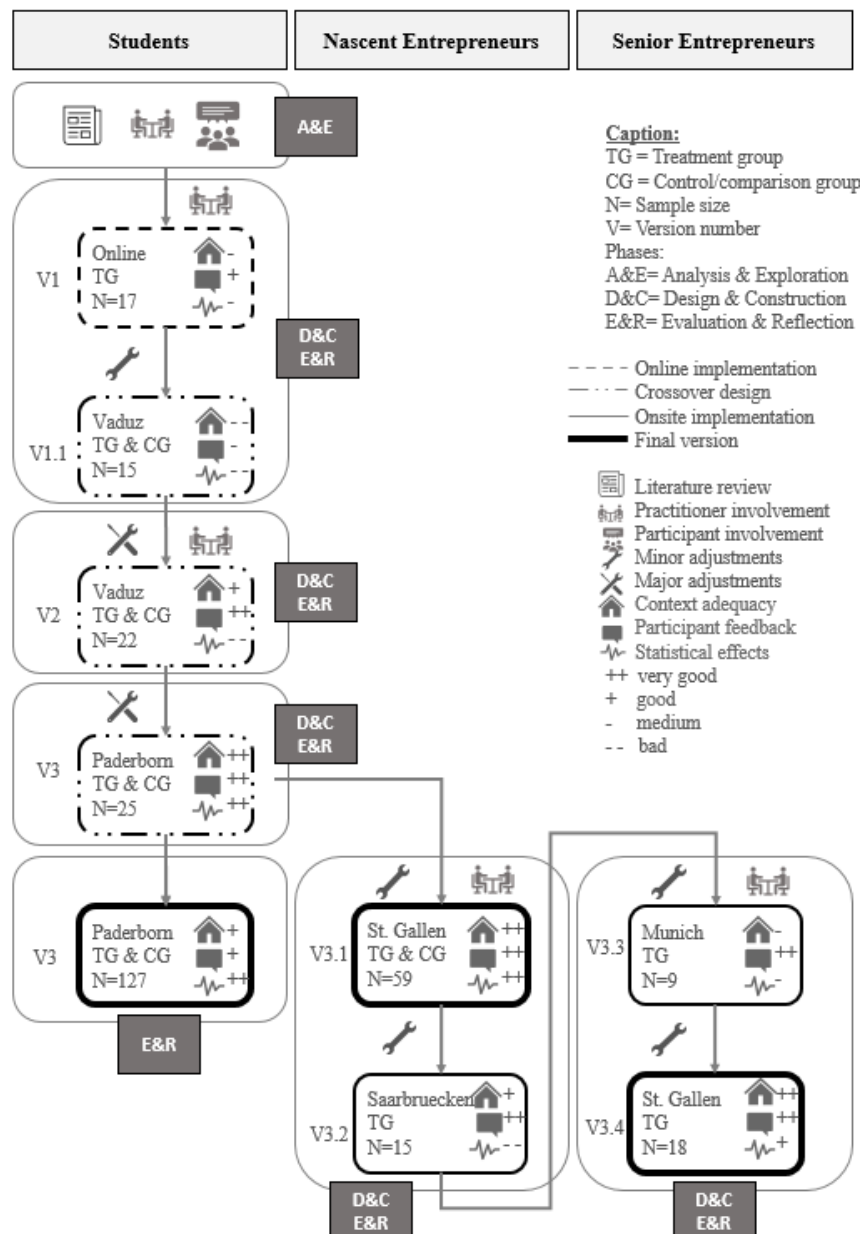 Students
Nascent Entrepreneurs
Senior Entrepreneurs
A&E
Caption:
TG = Treatment group
CG = Control/comparison group
N= Sample size
V= Version number
Phases:
A&E= Analysis & Exploration
D&C= Design & Construction
E&R= Evaluation & Reflection
Online implementation
Crossover design
Onsite implementation
Final version
Literature review
Practitioner involvement
Participant involvement
Minor adjustments
Major adjustments
Context adequacy
Participant feedback
Statistical effects
++ very good
+ good
- medium
-- bad
V1
Online -
TG +
N=17 -
D&C
E&R
V1.1
Vaduz --
TG & CG -
N=15 --
V2
Vaduz +
TG & CG ++
N=22 --
D&C
E&R
V3
Paderborn ++
TG & CG ++
N=25 ++
D&C
E&R
V3
Paderborn +
TG & CG +
N=127 ++
E&R
V3.1
St. Gallen ++
TG & CG ++
N=59 ++
V3.2
Saarbruecken +
TG ++
N=15 --
D&C
E&R
V3.3
Munich -
TG ++
N=9 -
V3.4
St. Gallen ++
TG ++
N=18 +
D&C
E&R